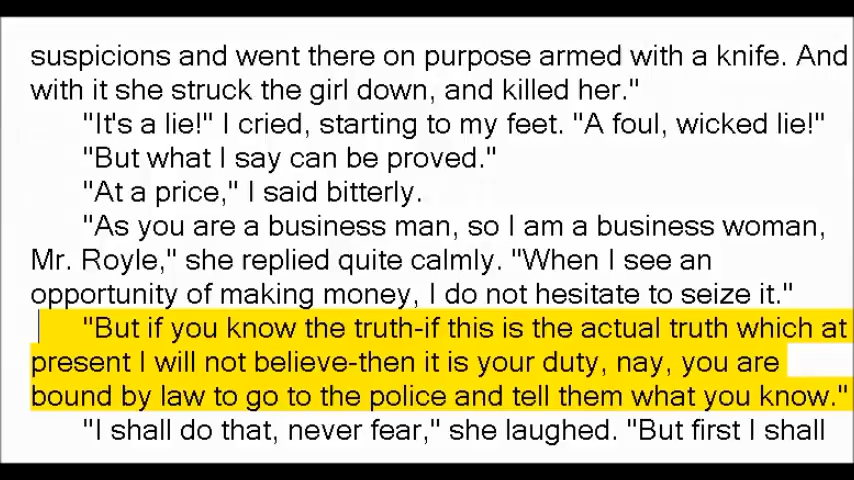 suspicions and went there on purpose armed with a knife. And
with it she struck the girl down, and killed her."
"It's a lie!" I cried, starting to my feet. "A foul, wicked lie!"
"But what I say can be proved."
"At a price," I said bitterly.
"As you are a business man, so I am a business woman,
Mr. Royle," she replied quite calmly. "When I see an
opportunity of making money, I do not hesitate to seize it."
"But if you know the truth-if this is the actual truth which at
present I will not believe-then it is your duty, nay, you are
bound by law to go to the police and tell them what you know."
"I shall do that, never fear," she laughed. "But first I shall